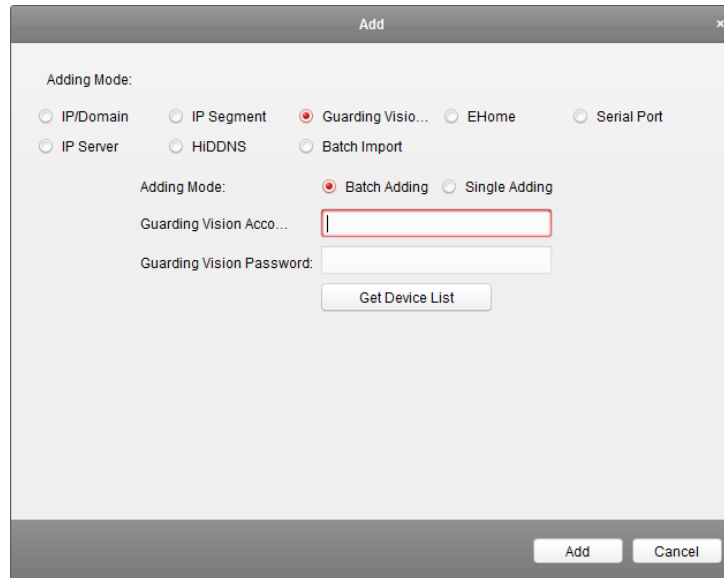 Add
×
Adding Mode:
IP/Domain IP Segment Guarding Visio... EHome Serial Port
IP Server HiDDNS Batch Import
Adding Mode: Batch Adding Single Adding
Guarding Vision Acco...
Guarding Vision Password:
Get Device List
Add Cancel